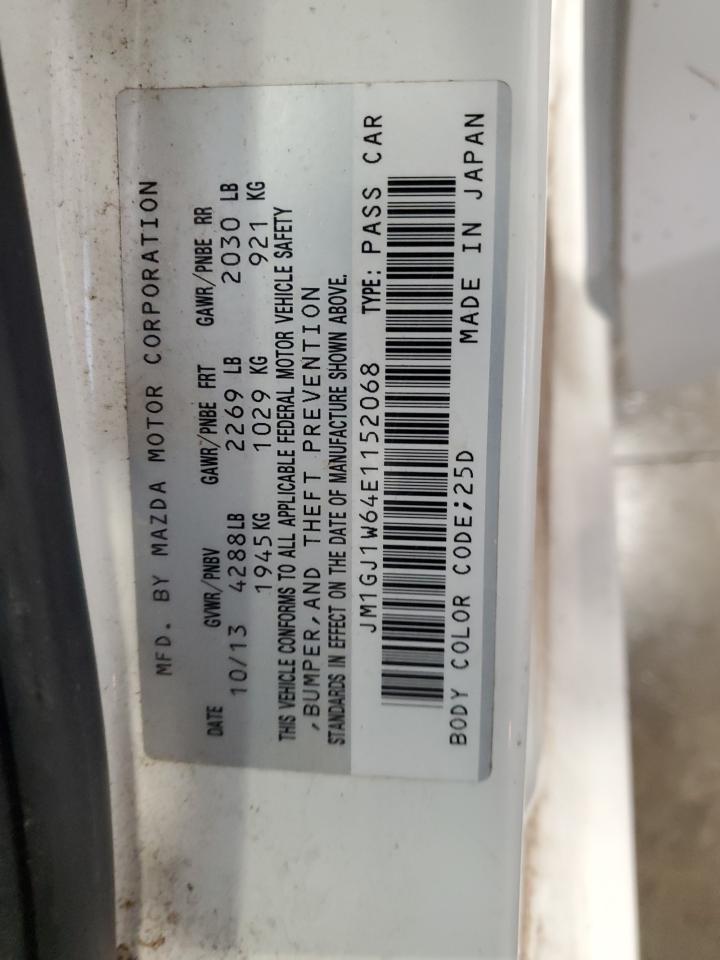 MFD. BY MAZDA MOTOR CORPORATION
DATE GVWR/PNBV GAWR/PNBE FRT GAWR/PNBE RR
10/13 4288LB 2269 LB 2030 LB
1945KG 1029 KG 921 KG
THIS VEHICLE CONFORMS TO ALL APPLICABLE FEDERAL MOTOR VEHICLE SAFETY
,BUMPER,AND THEFT PREVENTION
STANDARDS IN EFFECT ON THE DATE OF MANUFACTURE SHOWN ABOVE.
JM1GJ1W64E1152068 TYPE: PASS CAR
BODY COLOR CODE;25D MADE IN JAPAN